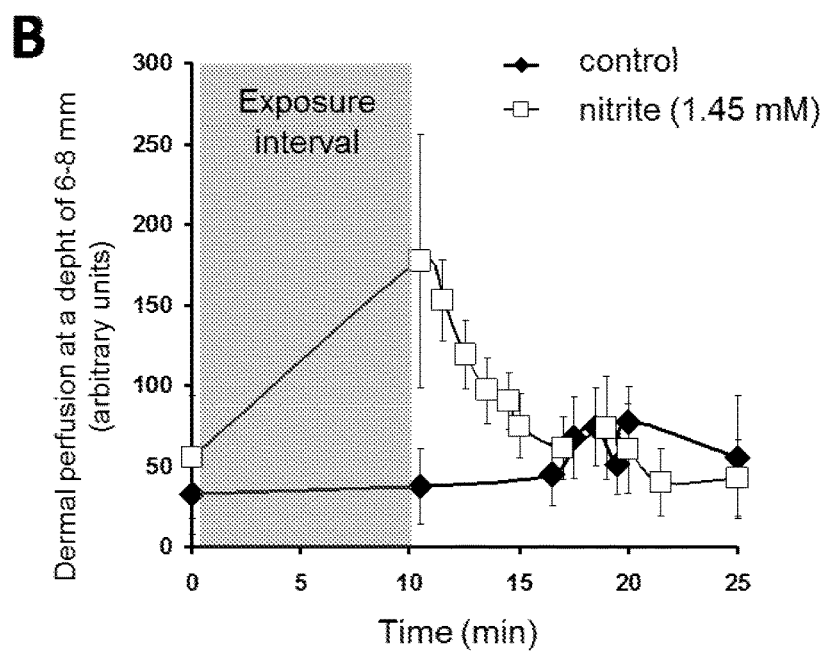 B
control
nitrite (1.45 mM)
Exposure
interval
Dermal perfusion at a depht of 6-8 mm
(arbitrary units)
300
250
200
150
100
50
0
0 5 10 15 20 25
Time (min)